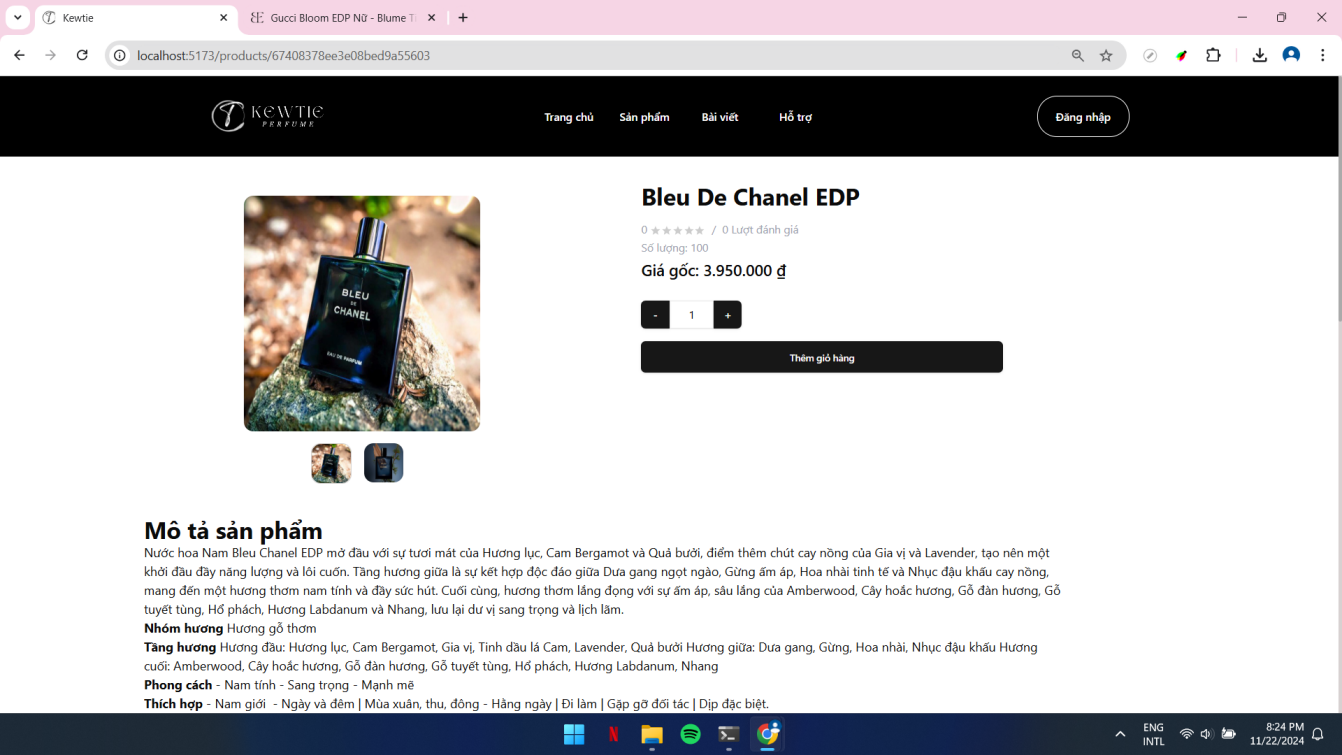 Kewtie
Gucci Bloom EDP Nữ - Blume Ti
localhost:5173/products/67408378ee3e08bed9a55603
KEWTIE
PERFUME
Trang chủ
Sản phẩm
Bài viết
Hỗ trợ
Đăng nhập
BLEU
DE
CHANEL
EAU DE PARFUM
Bleu De Chanel EDP
0 ★★★★★ / 0 Lượt đánh giá
Số lượng: 100
Giá gốc: 3.950.000 ₫
- 1 +
Thêm giỏ hàng
Mô tả sản phẩm
Nước hoa Nam Bleu Chanel EDP mở đầu với sự tươi mát của Hương lục, Cam Bergamot và Quả bưởi, điểm thêm chút cay nồng của Gia vị và Lavender, tạo nên một
khởi đầu đầy năng lượng và lôi cuốn. Tầng hương giữa là sự kết hợp độc đáo giữa Dưa gang ngọt ngào, Gừng ấm áp, Hoa nhài tinh tế và Nhục đậu khấu cay nồng,
mang đến một hương thơm nam tính và đầy sức hút. Cuối cùng, hương thơm lắng đọng với sự ấm áp, sâu lắng của Amberwood, Cây hoắc hương, Gỗ đàn hương, Gỗ
tuyết tùng, Hổ phách, Hương Labdanum và Nhang, lưu lại dư vị sang trọng và lịch lãm.
Nhóm hương Hương gỗ thơm
Tầng hương Hương đầu: Hương lục, Cam Bergamot, Gia vị, Tinh dầu lá Cam, Lavender, Quả bưởi Hương giữa: Dưa gang, Gừng, Hoa nhài, Nhục đậu khấu Hương
cuối: Amberwood, Cây hoắc hương, Gỗ đàn hương, Gỗ tuyết tùng, Hổ phách, Hương Labdanum, Nhang
Phong cách - Nam tính - Sang trọng - Mạnh mẽ
Thích hợp - Nam giới - Ngày và đêm | Mùa xuân, thu, đông - Hằng ngày | Đi làm | Gặp gỡ đối tác | Dịp đặc biệt.
ENG
INTL
8:24 PM
11/22/2024